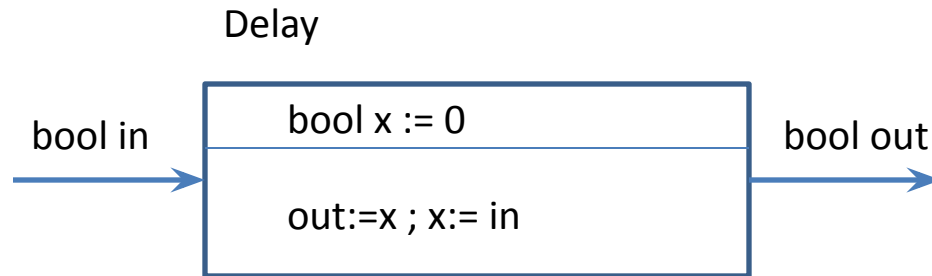 Delay
bool x := 0
bool in
bool out
out:=x ; x:= in